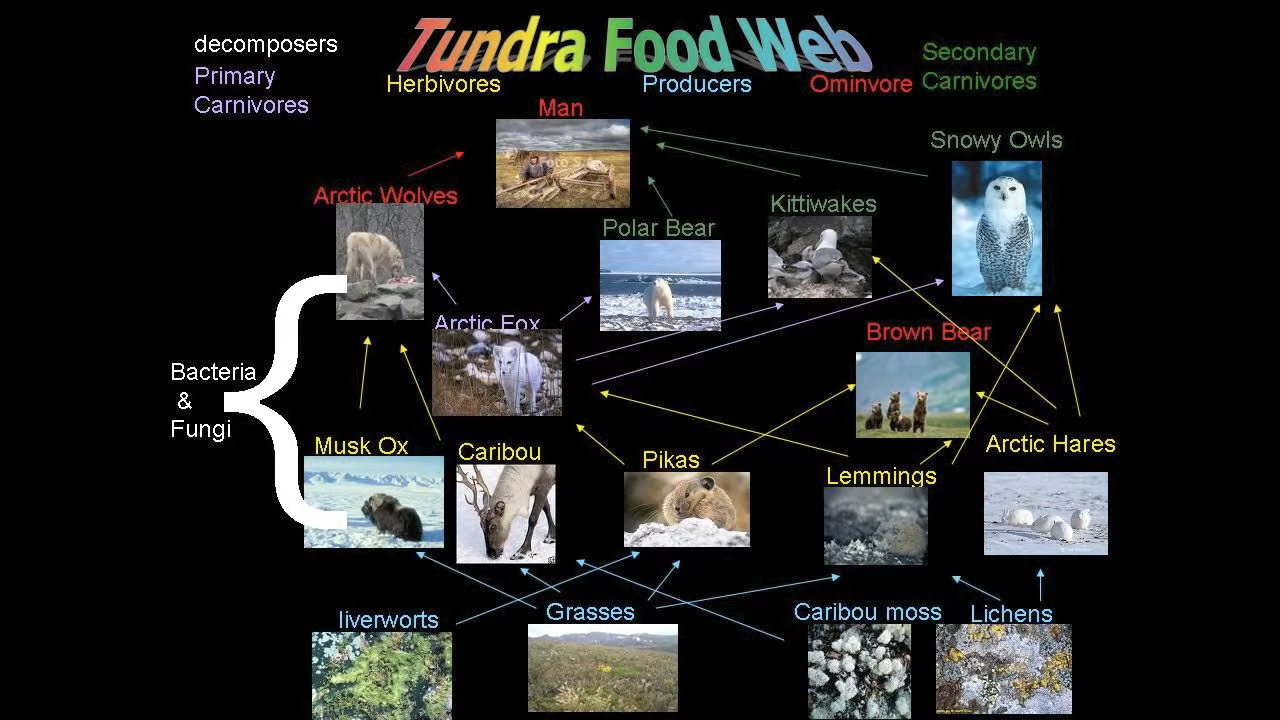 Tundra Food Web
decomposers
Primary
Carnivores
Herbivores
Producers
Ominvore
Secondary
Carnivores
Man
Foto S
Snowy Owls
Arctic Wolves
Kittiwakes
Polar Bear
Arctic Fox
Brown Bear
Bacteria
&
Fungi
Musk Ox
Caribou
Pikas
Lemmings
Arctic Hares
liverworts
Grasses
Caribou moss
Lichens